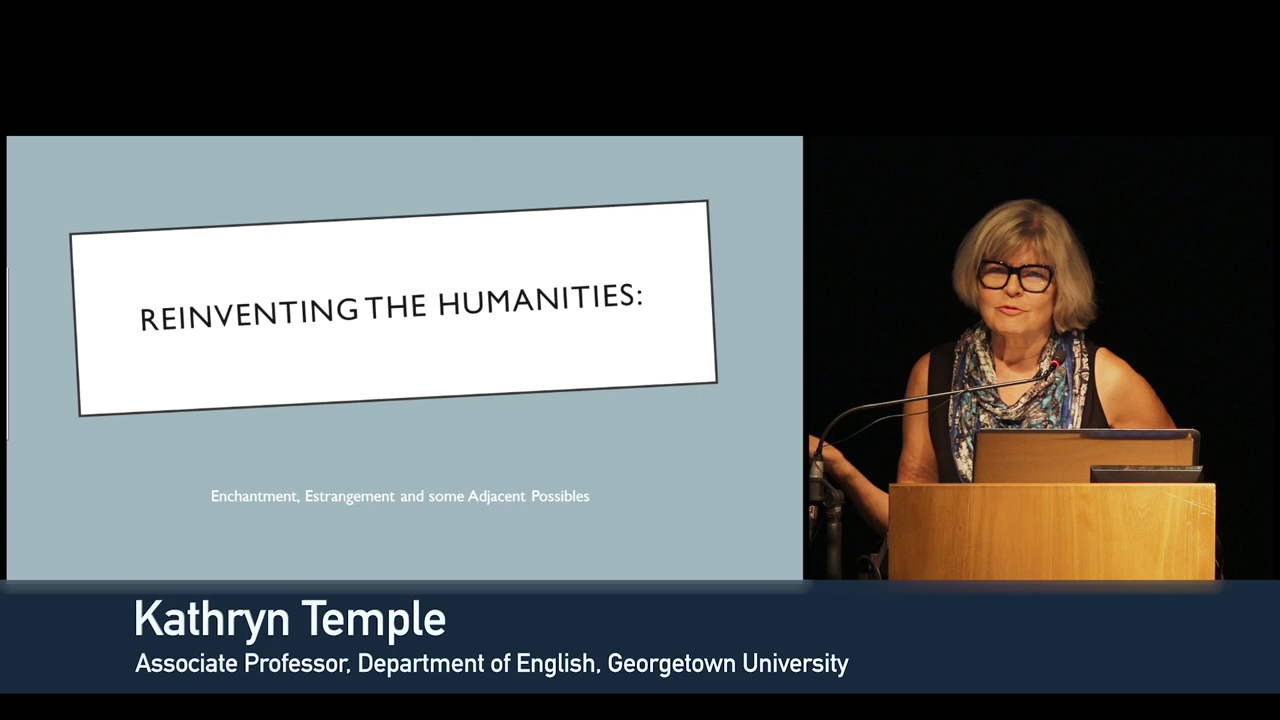 REINVENTING THE HUMANITIES:
Enchantment, Estrangement and some Adjacent Possibles
Kathryn Temple
Associate Professor, Department of English, Georgetown University